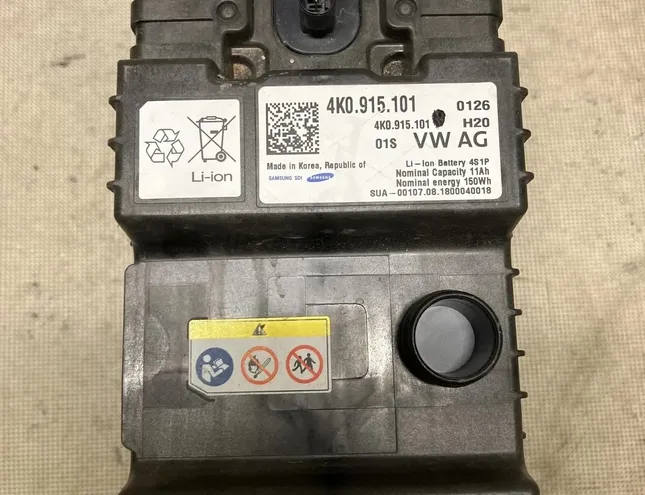 4K0.915.101 0126
4K0.915.101 H20
01S VW AG
Made in Korea, Republic of
SAMSUNG SDI SAMSUNG
Li-Ion Battery 4S1P
Nominal Capacity 11Ah
Nominal energy 150Wh
SUA-00107.08.1800040018
Li-ion